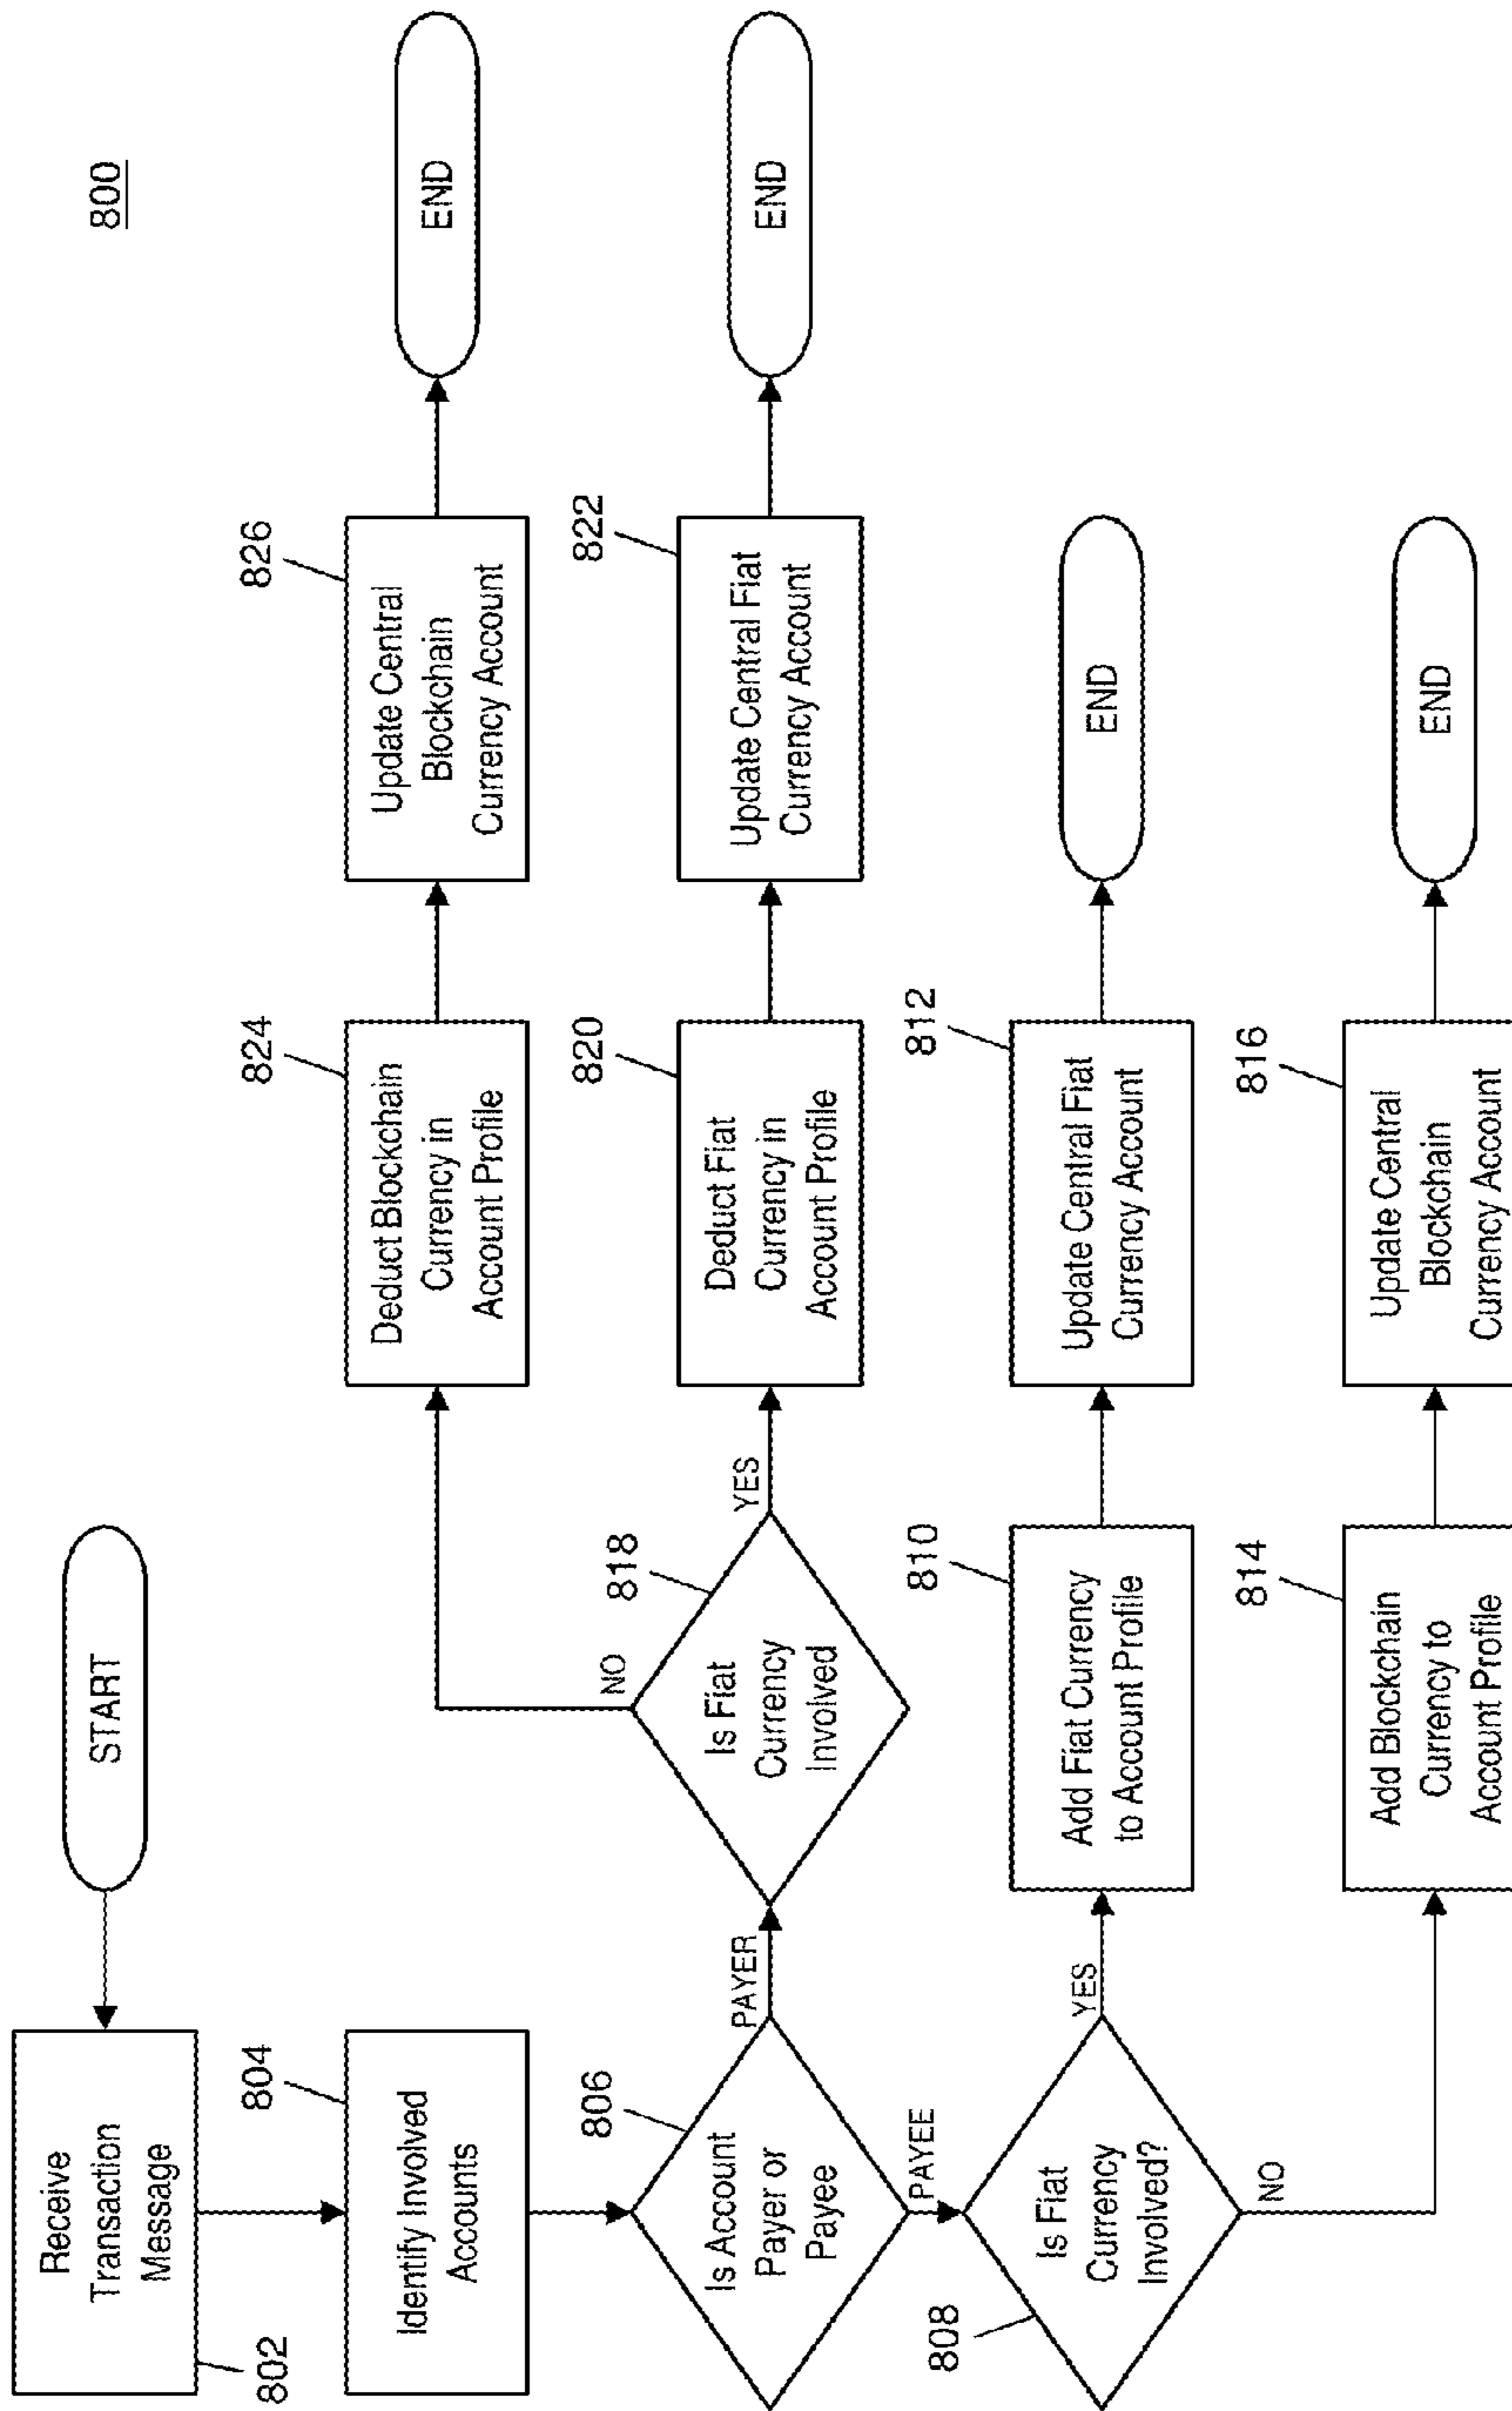 800
START
Receive
Transaction
Message
802
804
Identify Involved
Accounts
806
Is Account
Payer or
Payee
PAYER
PAYEE
818
Is Fiat
Currency
Involved
NO
YES
824
Deduct Blockchain
Currency in
Account Profile
826
Update Central
Blockchain
Currency Account
END
820
Deduct Fiat
Currency in
Account Profile
822
Update Central Fiat
Currency Account
END
808
Is Fiat
Currency
Involved?
YES
NO
810
Add Fiat Currency
to Account Profile
812
Update Central Fiat
Currency Account
END
814
Add Blockchain
Currency to
Account Profile
816
Update Central
Blockchain
Currency Account
END